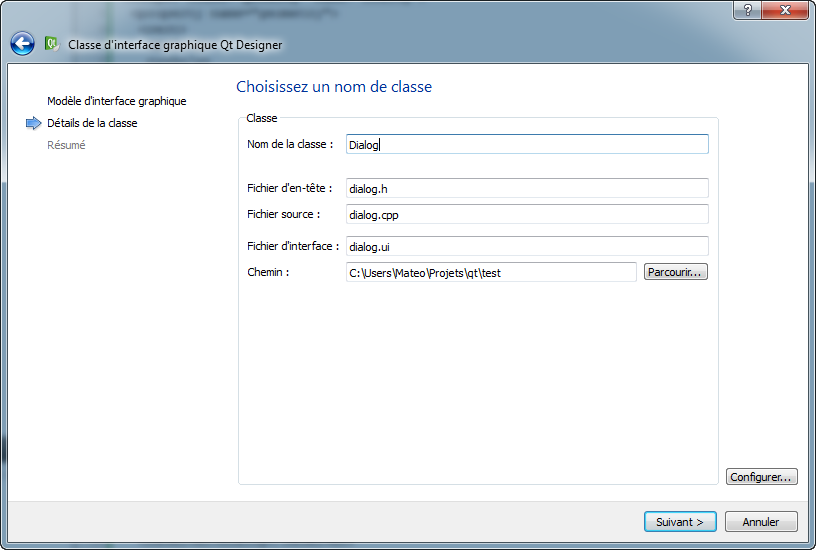 Classe d'interface graphique Qt Designer
Choisissez un nom de classe
Modèle d'interface graphique
Détails de la classe
Résumé
Classe
Nom de la classe : Dialog
Fichier d'en-tête : dialog.h
Fichier source : dialog.cpp
Fichier d'interface : dialog.ui
Chemin : C:\Users\Mateo\Projets\qt\test Parcourir...
Configurer...
Suivant > Annuler